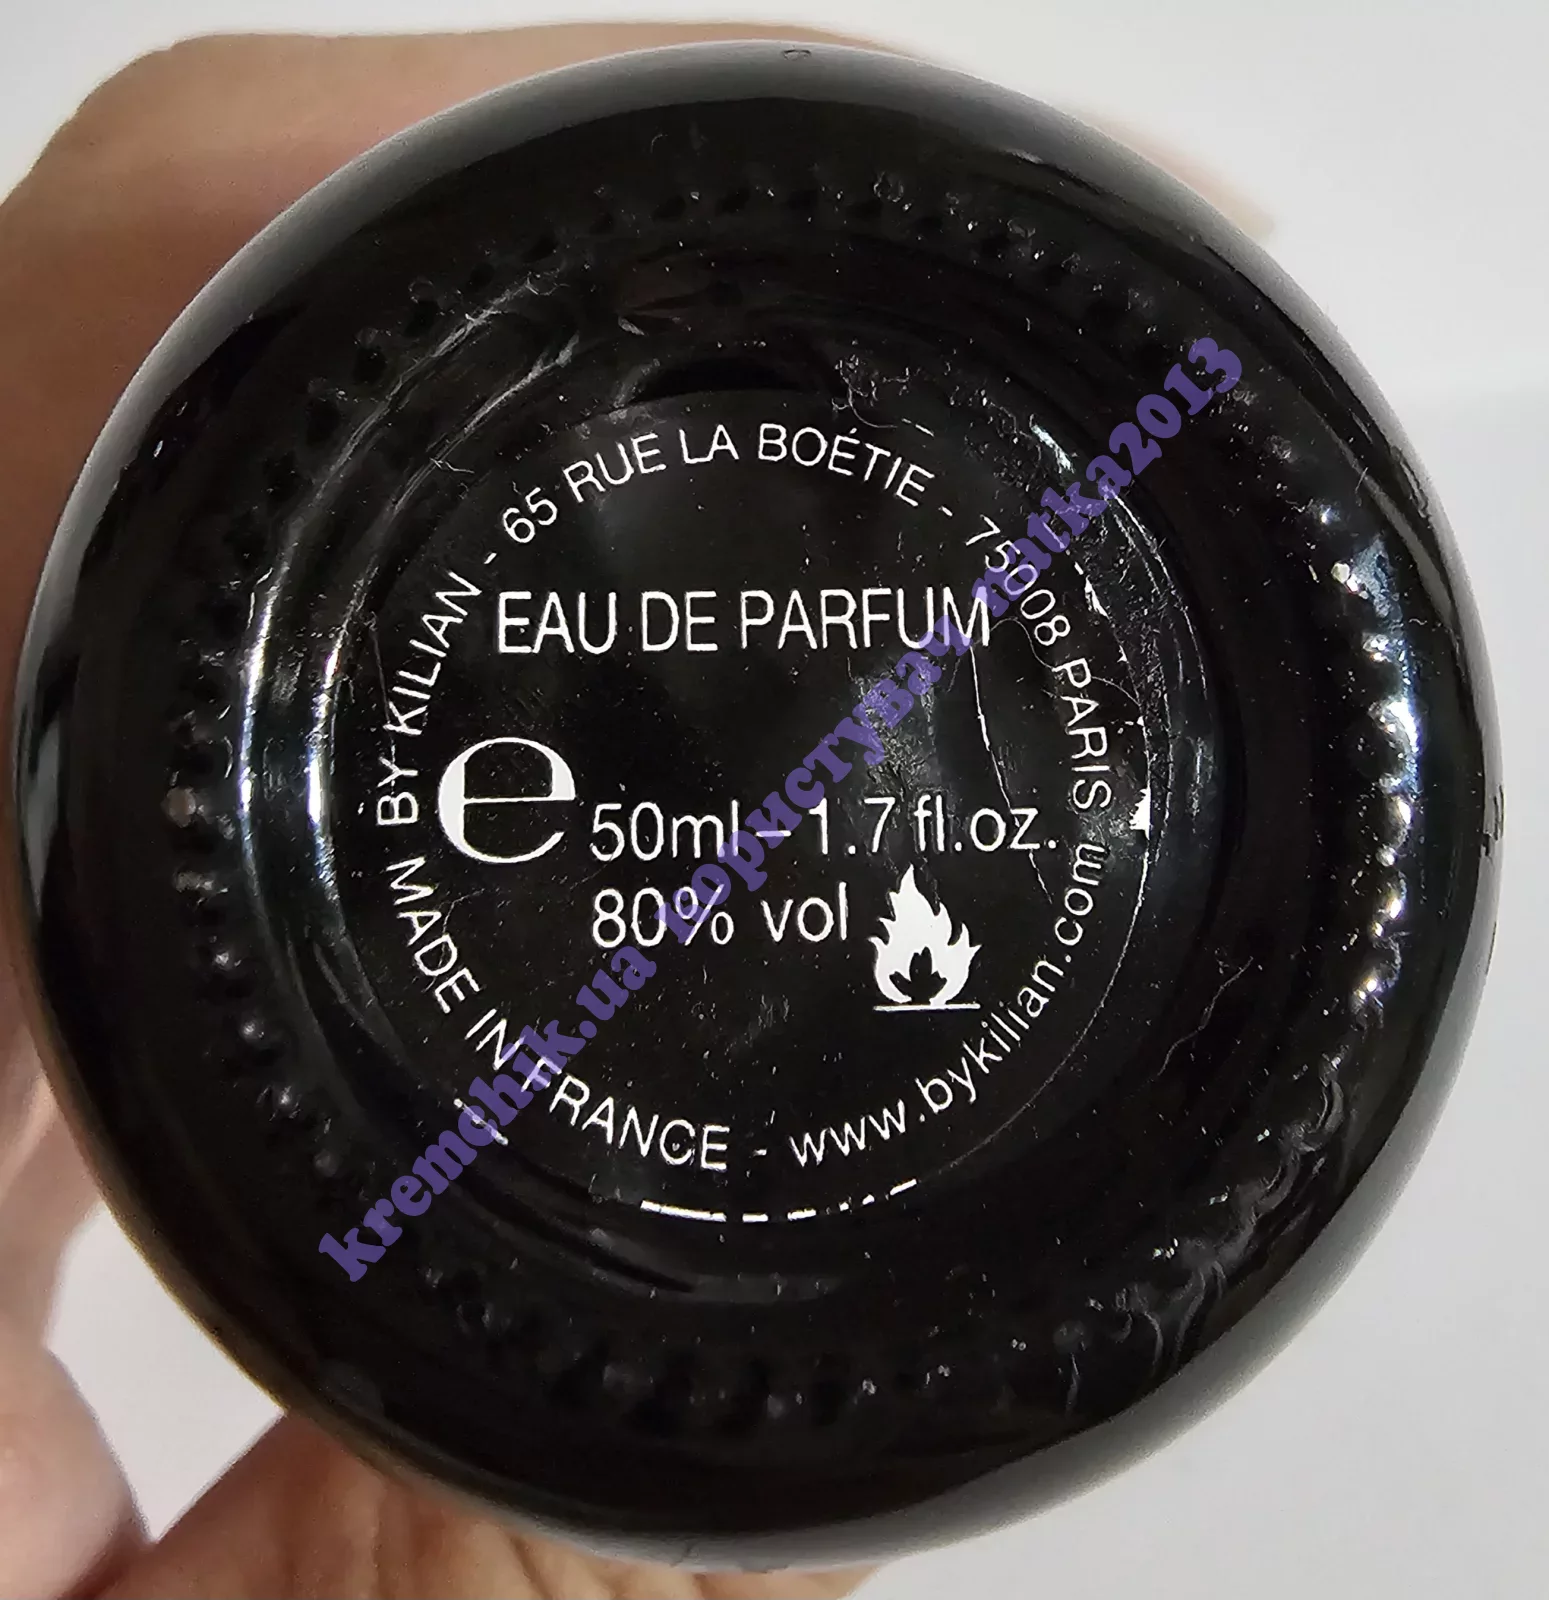 BY KILIAN - 65 RUE LA BOÉTIE - 75008 PARIS
EAU DE PARFUM
e 50ml – 1.7 fl.oz.
80% vol
MADE IN FRANCE - www.bykilian.com
kremchik.ua користувач matka2013